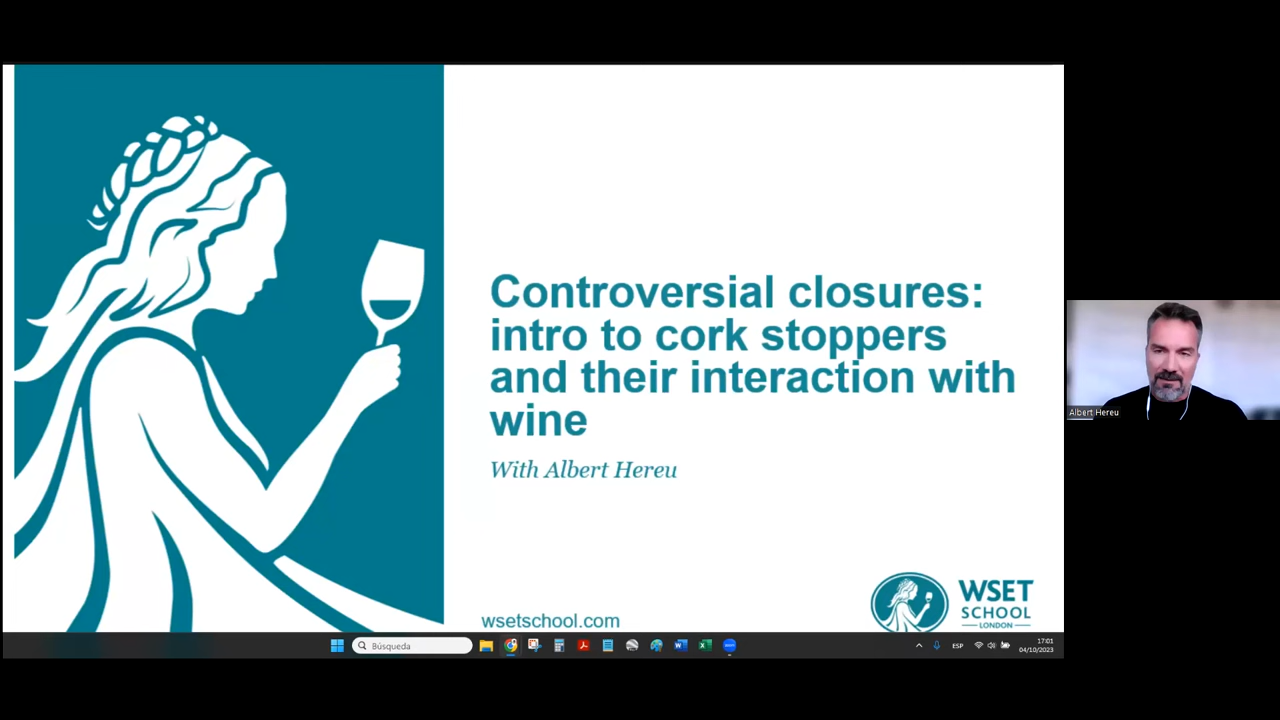 Controversial closures:
intro to cork stoppers
and their interaction with
wine
With Albert Hereu
wsetschool.com
WSET
SCHOOL
LONDON
Albert Hereu
Búsqueda
ESP
17:01
04/10/2023